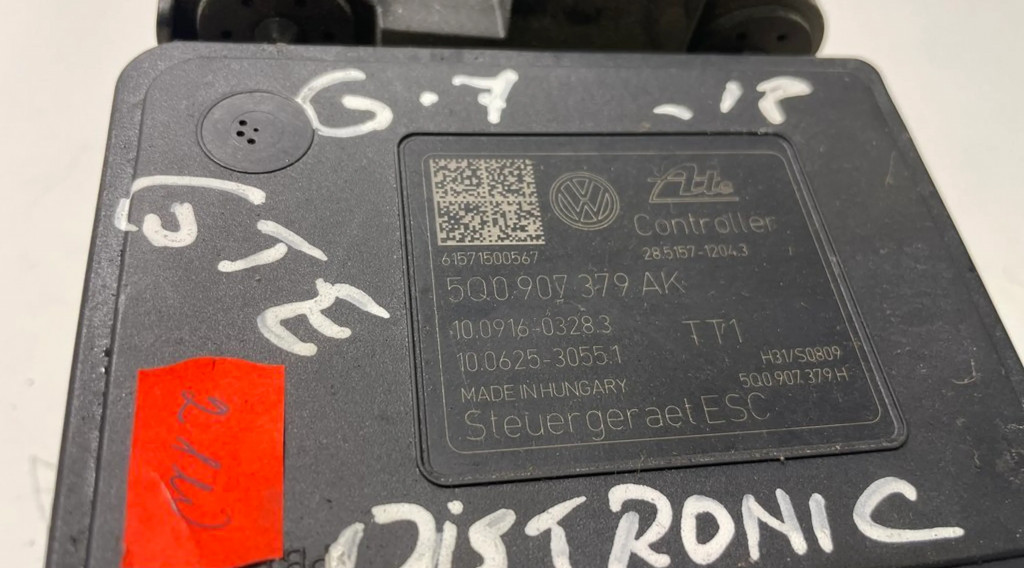 G.7 -12
GTE
Ate
Controller
61571500567
28.5157-1204.3
5Q0 907 379 AK
10.0916-0328.3
TT1
10.0625-3055.1
H31/S0809
MADE IN HUNGARY
5Q0 907 379 H
Steuergeraet ESC
DISTRONIC